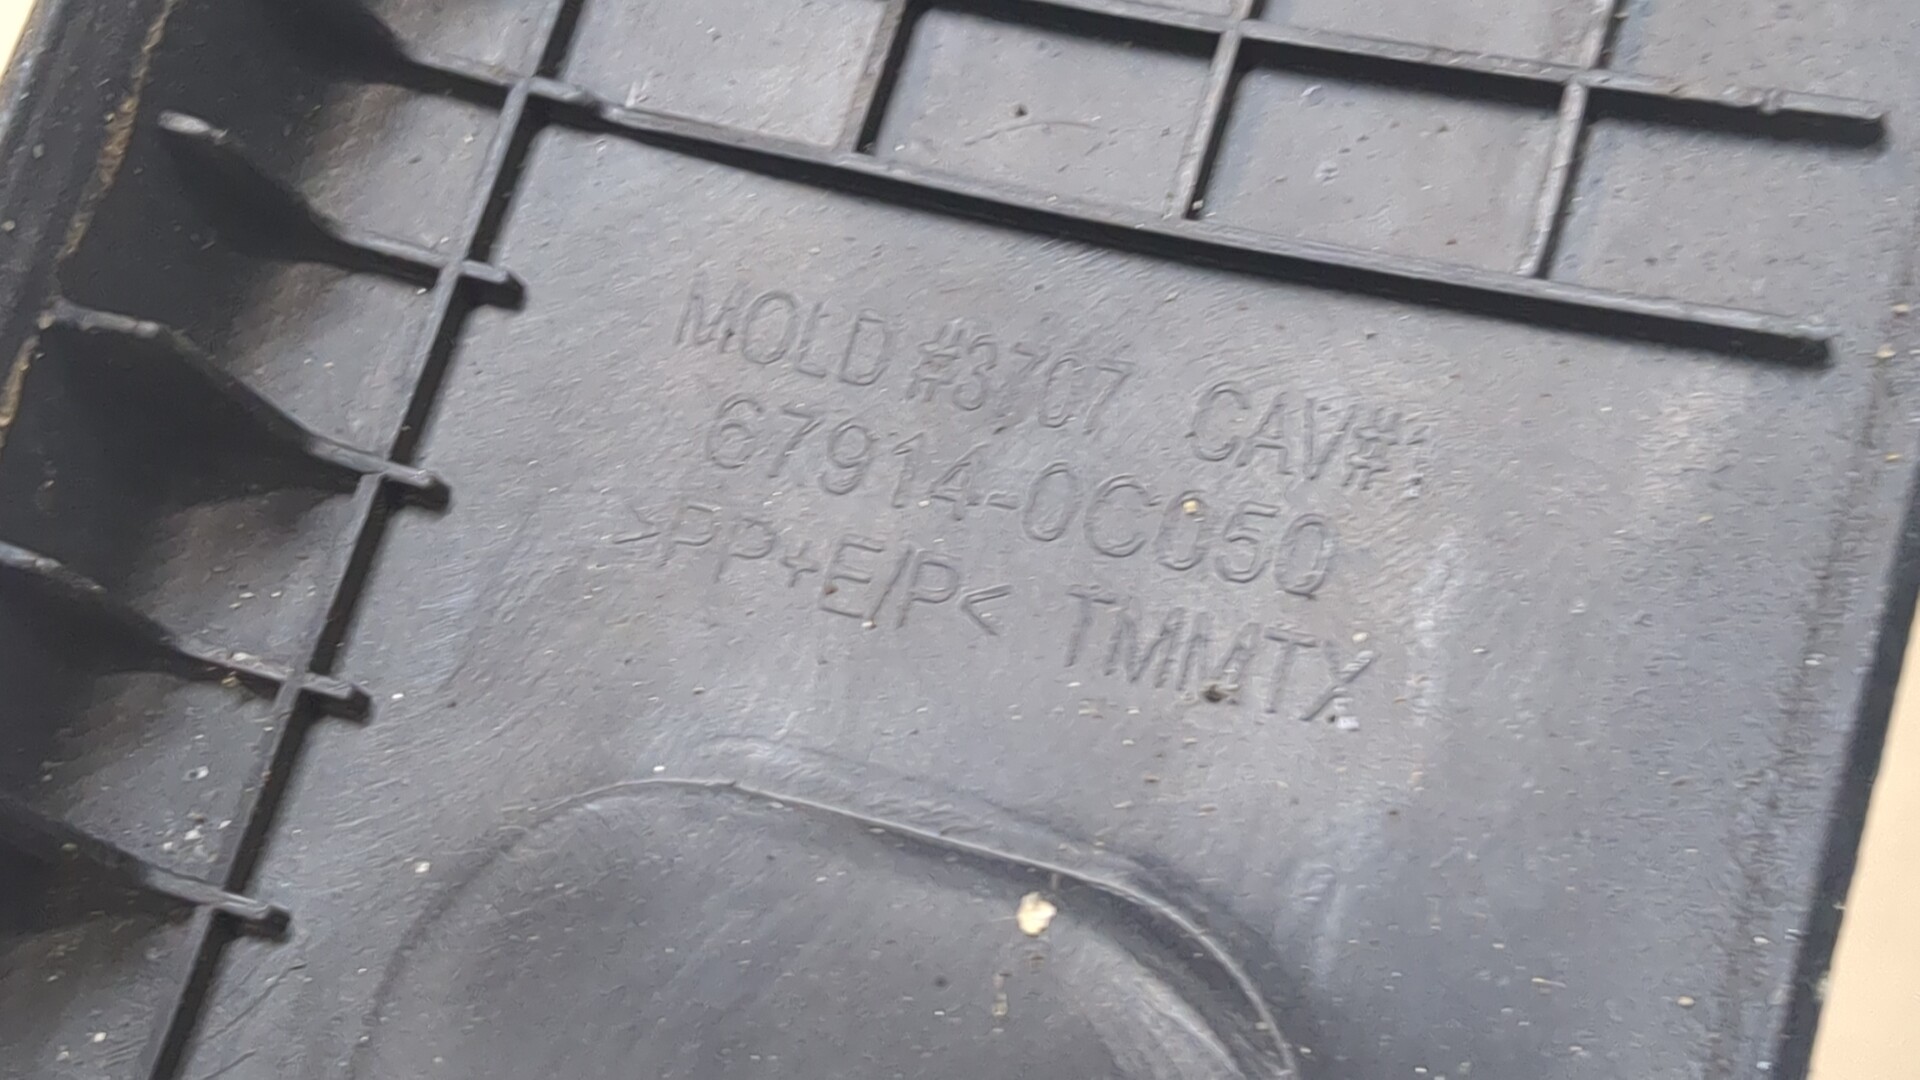 MOLD #3707 CAV#1
67914-0C050
>PP+E/P< TMMTX